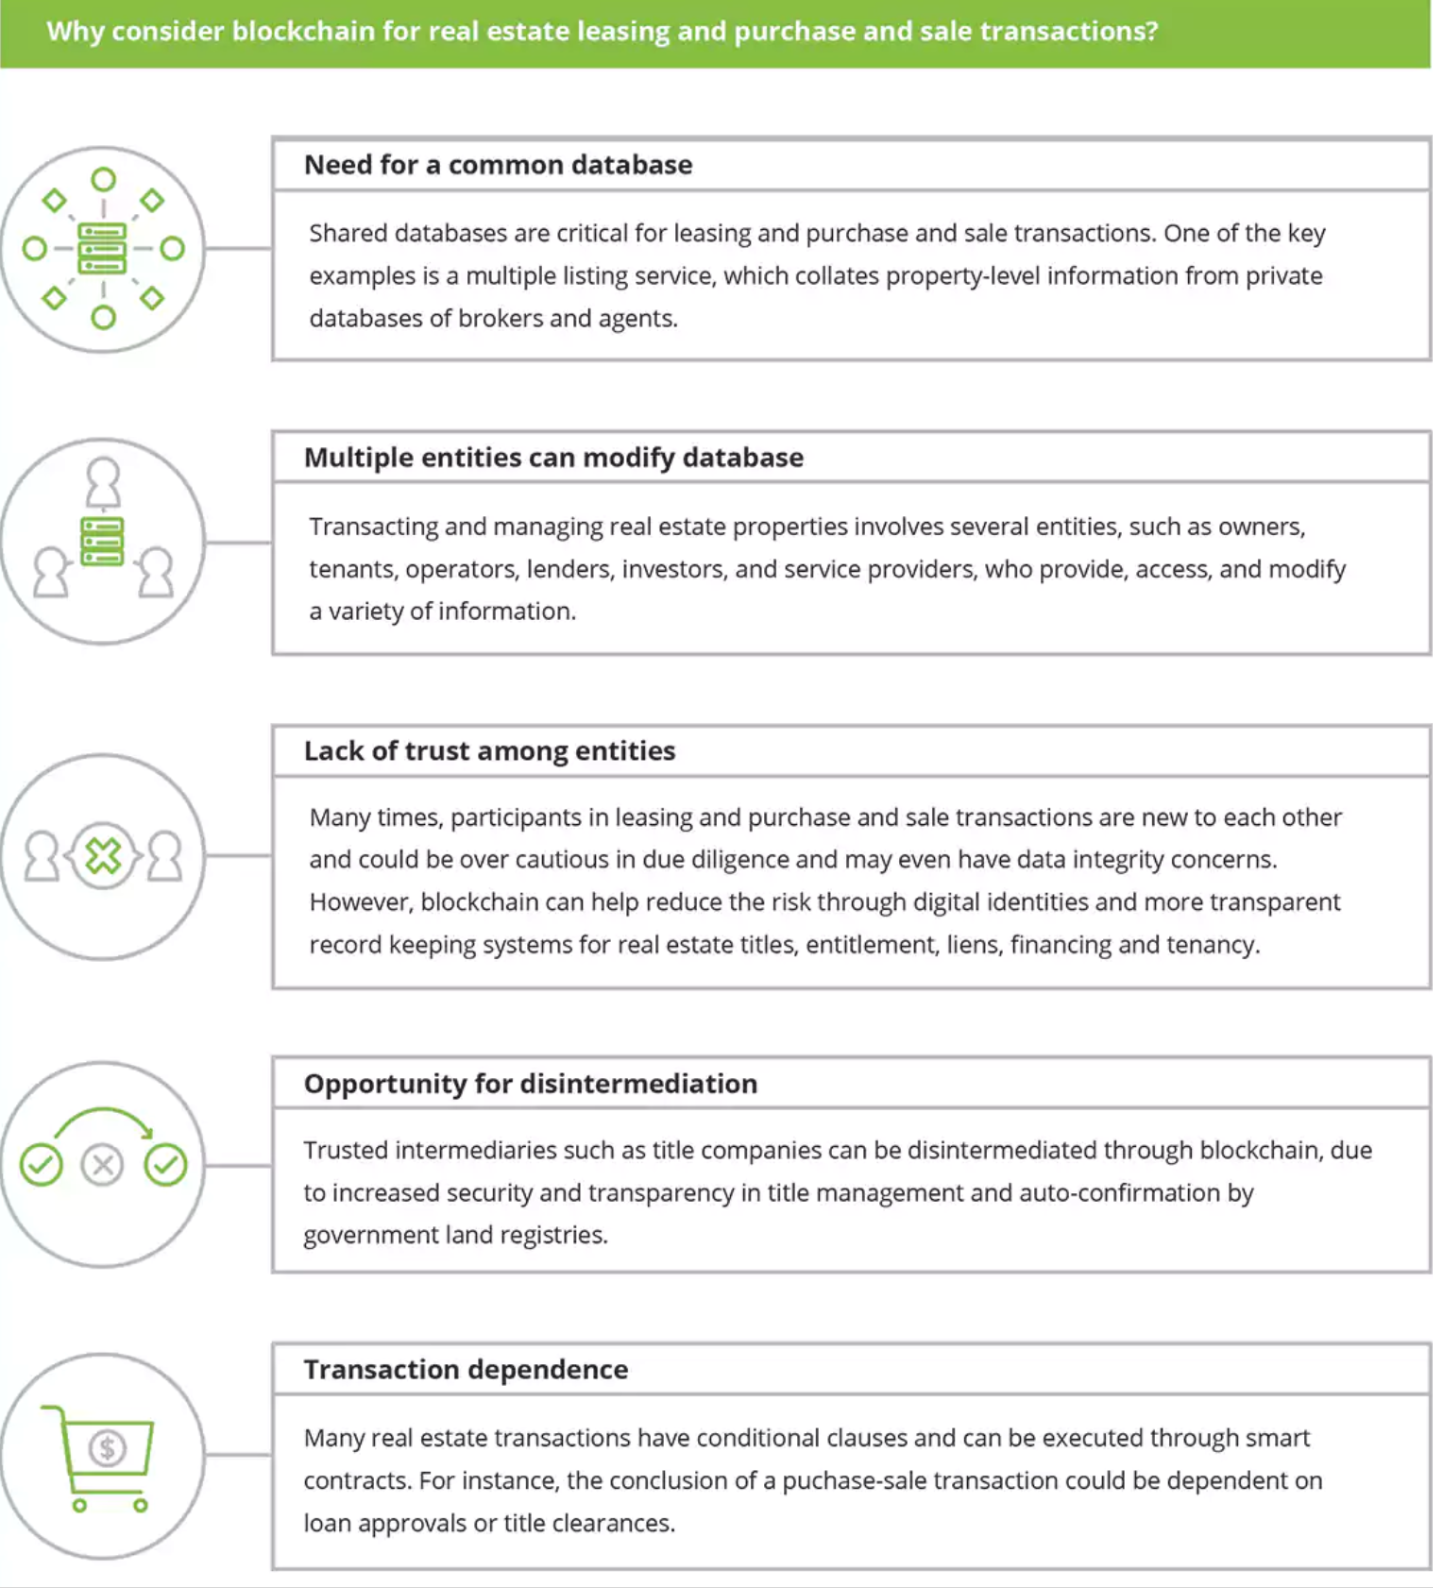 Why consider blockchain for real estate leasing and purchase and sale transactions?
Need for a common database
Shared databases are critical for leasing and purchase and sale transactions. One of the key
examples is a multiple listing service, which collates property-level information from private
databases of brokers and agents.
Multiple entities can modify database
Transacting and managing real estate properties involves several entities, such as owners,
tenants, operators, lenders, investors, and service providers, who provide, access, and modify
a variety of information.
Lack of trust among entities
Many times, participants in leasing and purchase and sale transactions are new to each other
and could be over cautious in due diligence and may even have data integrity concerns.
However, blockchain can help reduce the risk through digital identities and more transparent
record keeping systems for real estate titles, entitlement, liens, financing and tenancy.
Opportunity for disintermediation
Trusted intermediaries such as title companies can be disintermediated through blockchain, due
to increased security and transparency in title management and auto-confirmation by
government land registries.
Transaction dependence
$
Many real estate transactions have conditional clauses and can be executed through smart
contracts. For instance, the conclusion of a puchase-sale transaction could be dependent on
loan approvals or title clearances.